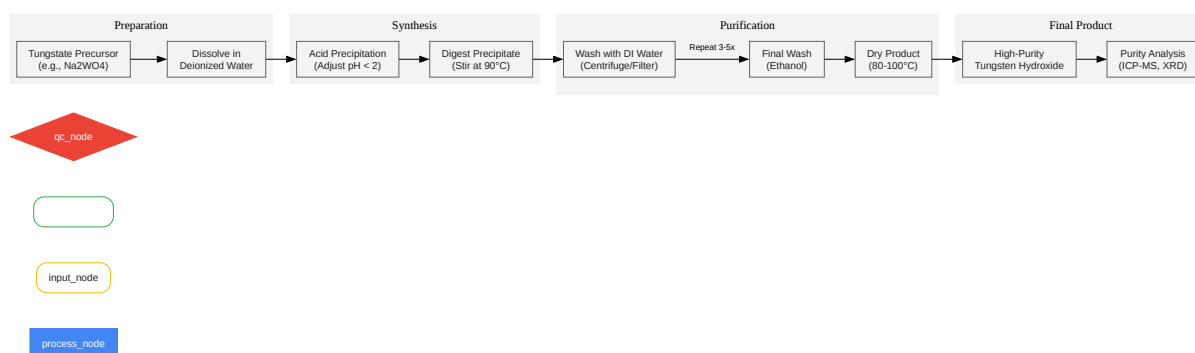 Preparation
Synthesis
Purification
Final Product
Tungstate Precursor
(e.g., Na2WO4)
Dissolve in
Deionized Water
Acid Precipitation
(Adjust pH < 2)
Digest Precipitate
(Stir at 90°C)
Wash with DI Water
(Centrifuge/Filter)
Repeat 3-5x
Final Wash
(Ethanol)
Dry Product
(80-100°C)
High-Purity
Tungsten Hydroxide
Purity Analysis
(ICP-MS, XRD)
qc_node
input_node
process_node